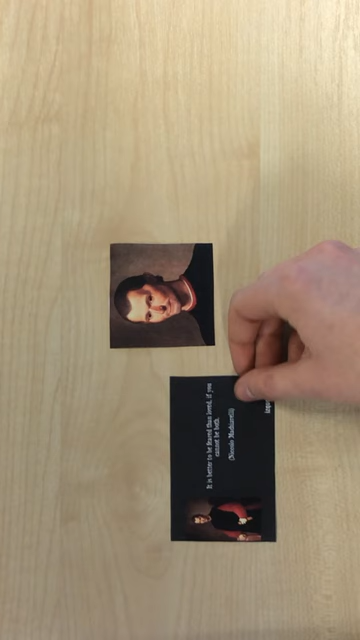 It is better to be feared than loved, if you
cannot be both.
(Niccolo Machiavelli)